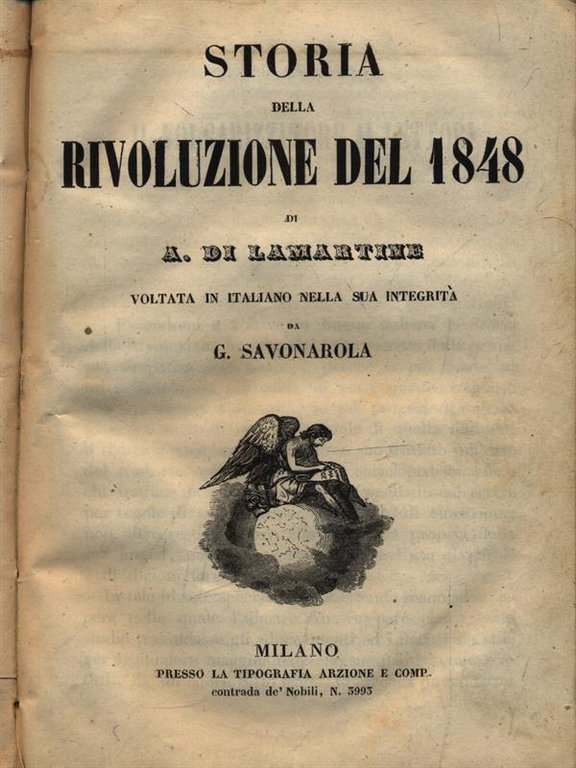 STORIA
DELLA
RIVOLUZIONE DEL 1848
DI
A. DI LAMARTINE
VOLTATA IN ITALIANO NELLA SUA INTEGRITÀ
DA
G. SAVONAROLA
MILANO
PRESSO LA TIPOGRAFIA ARZIONE E COMP.
contrada de' Nobili, N. 3993